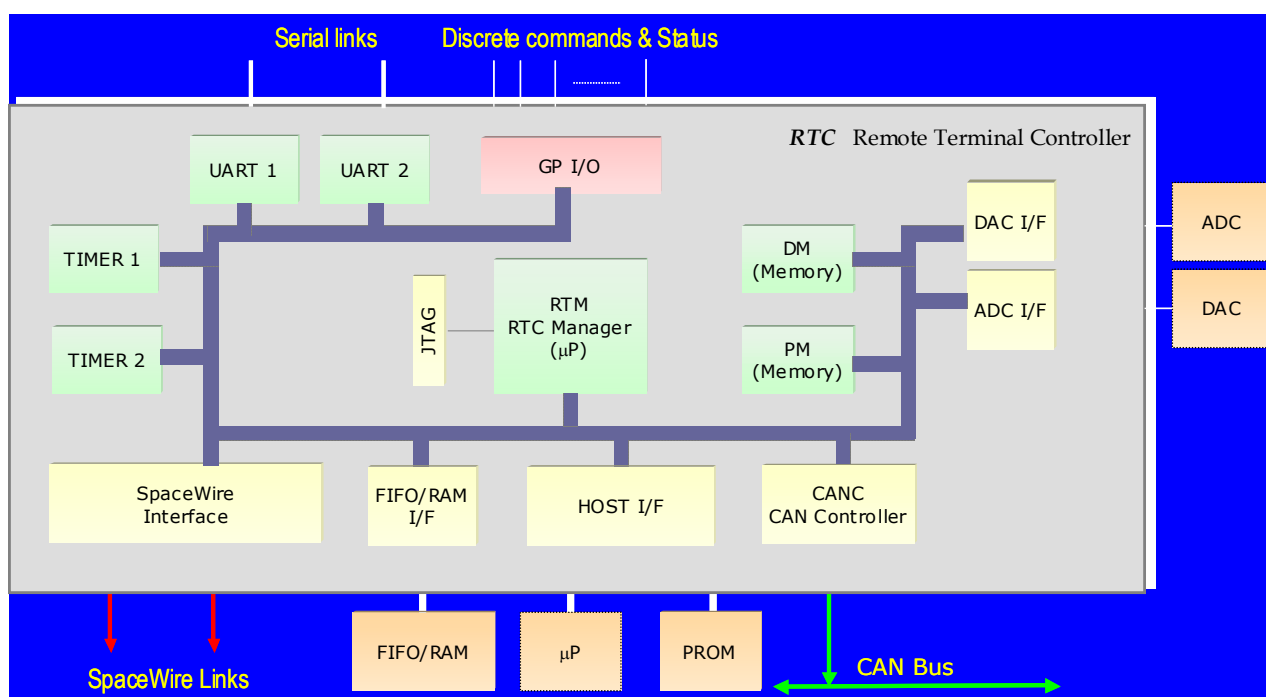 Serial links
Discrete commands & Status
RTC Remote Terminal Controller
UART 1
UART 2
GP I/O
DAC I/F
ADC
TIMER 1
DM
(Memory)
RTM
RTC Manager
(µP)
JTAG
ADC I/F
DAC
TIMER 2
PM
(Memory)
SpaceWire
Interface
FIFO/RAM
I/F
HOST I/F
CANC
CAN Controller
SpaceWire Links
FIFO/RAM
µP
PROM
CAN Bus